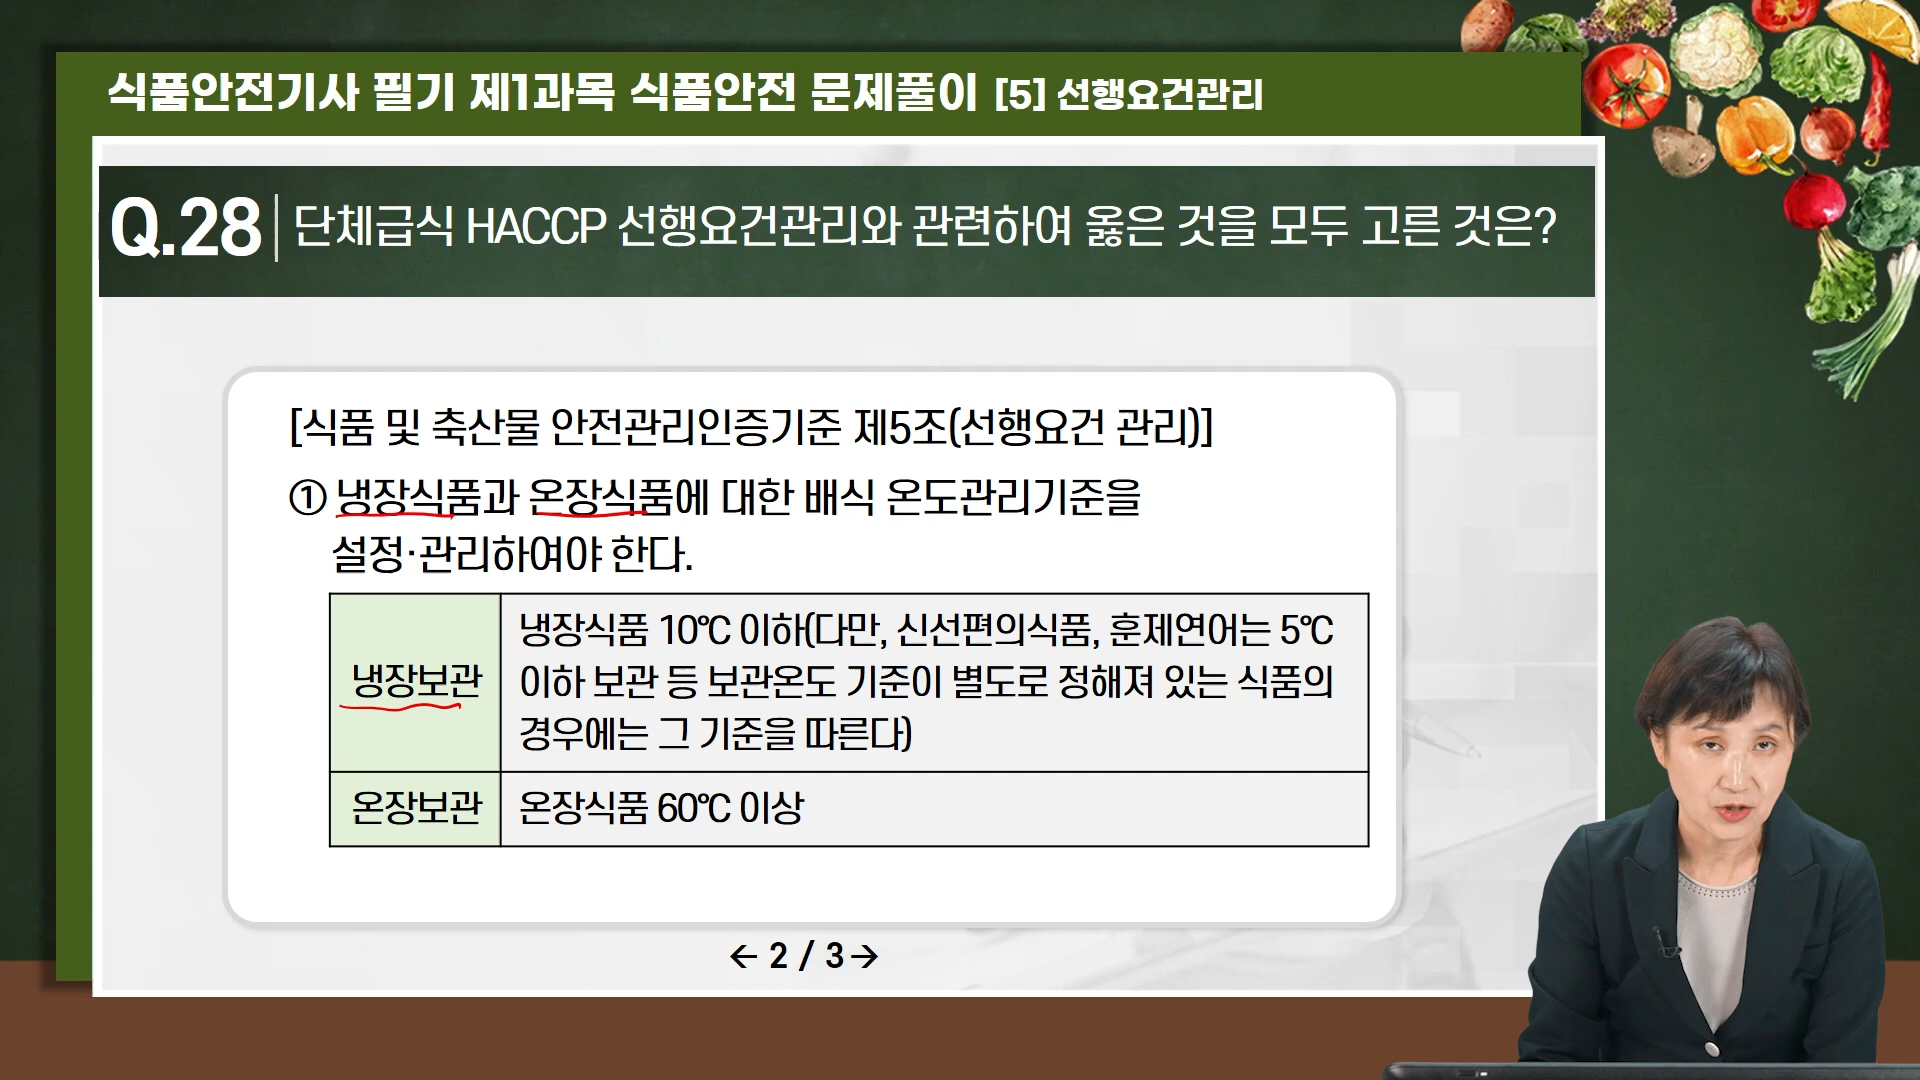 식품안전기사 필기 제1과목 식품안전 문제풀이 [5] 선행요건관리
Q.28 단체급식 HACCP 선행요건관리와 관련하여 옳은 것을 모두 고른 것은?
[식품 및 축산물 안전관리인증기준 제5조(선행요건 관리)]
① 냉장식품과 온장식품에 대한 배식 온도관리기준을
설정·관리하여야 한다.
냉장보관
냉장식품 10℃ 이하(다만, 신선편의식품, 훈제연어는 5℃
이하 보관 등 보관온도 기준이 별도로 정해져 있는 식품의
경우에는 그 기준을 따른다)
온장보관
온장식품 60℃ 이상
← 2 / 3 →